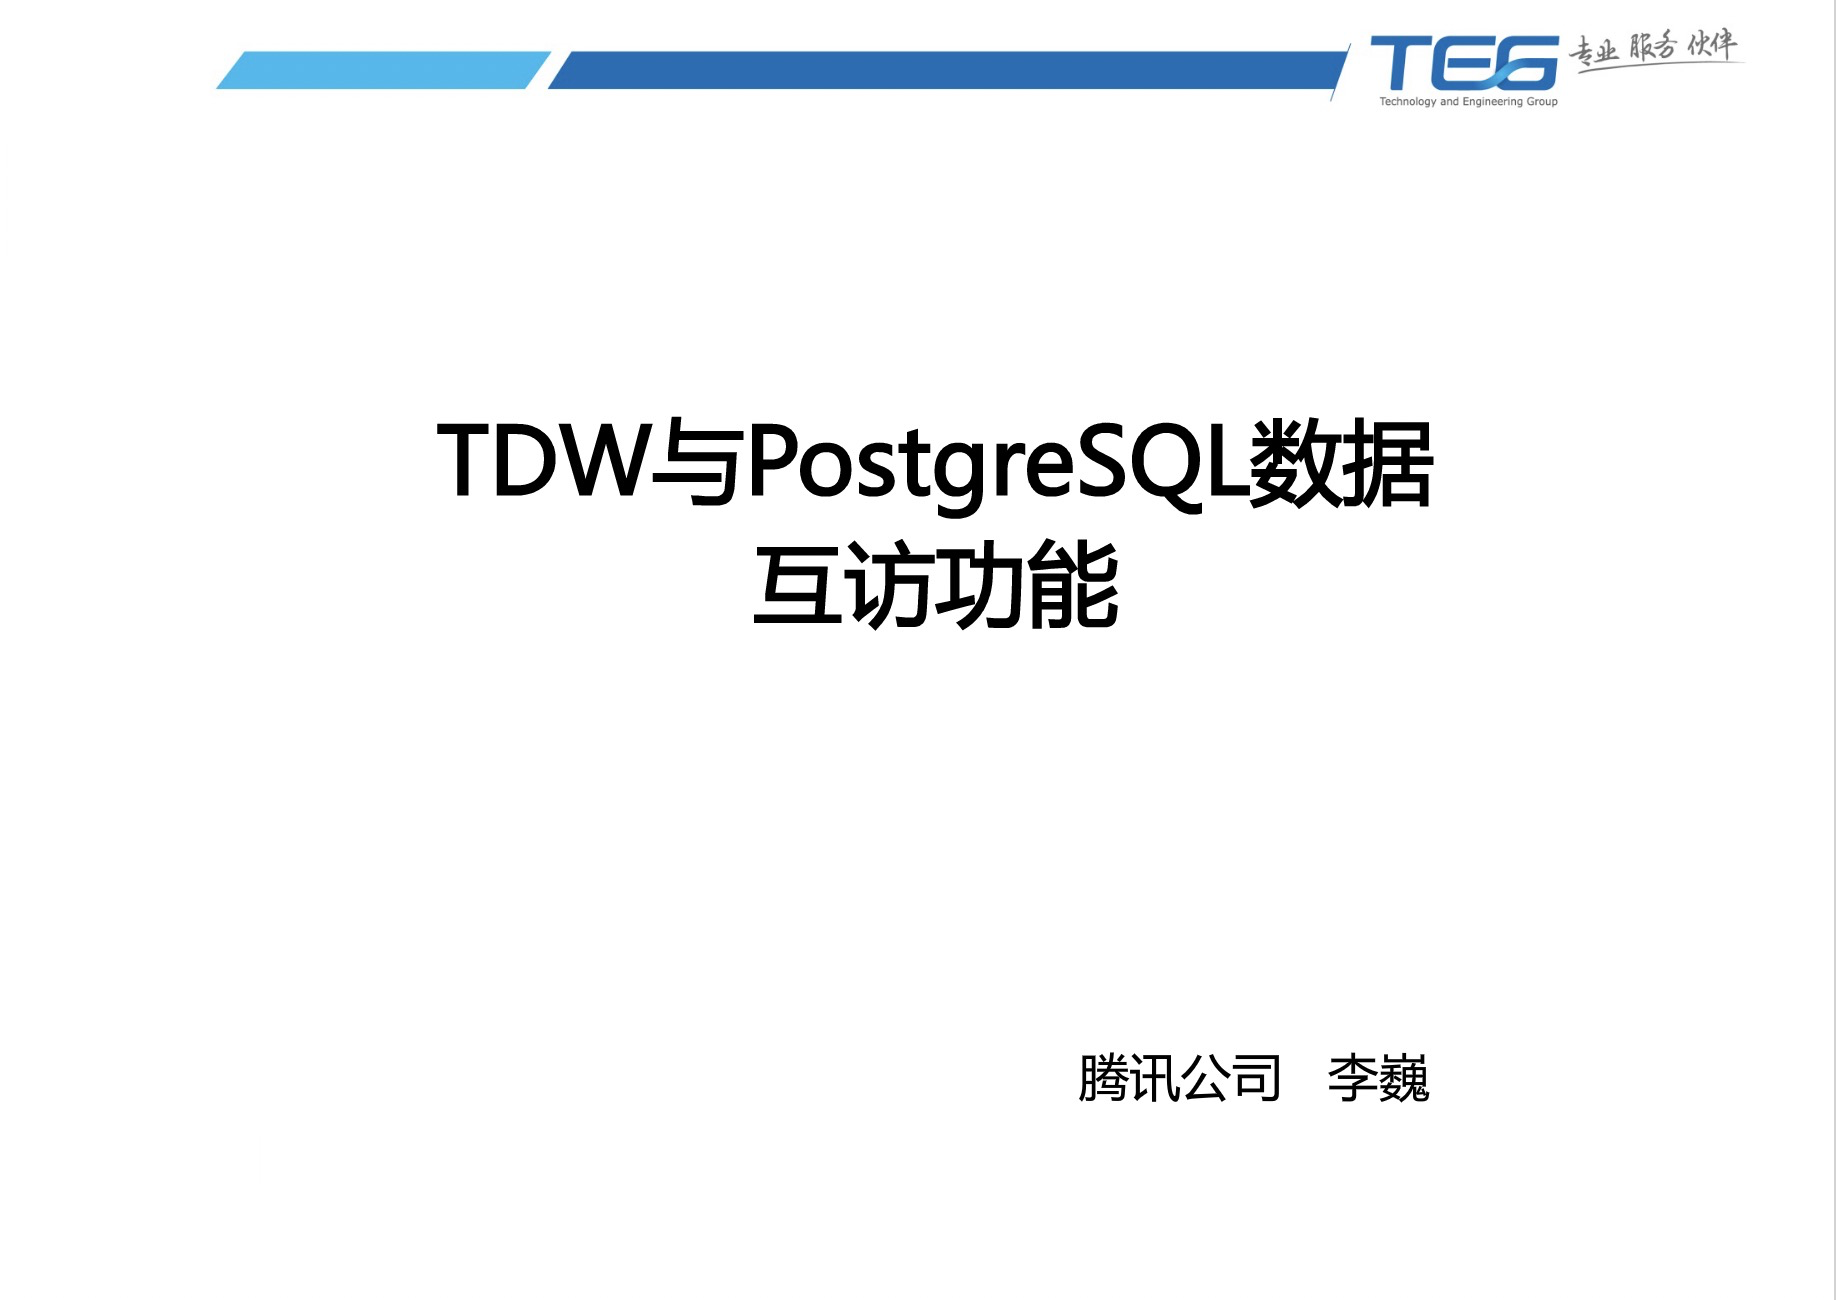 TEG 专业 服务 伙伴
Technology and Engineering Group
TDW与PostgreSQL数据
互访功能
腾讯公司 李巍